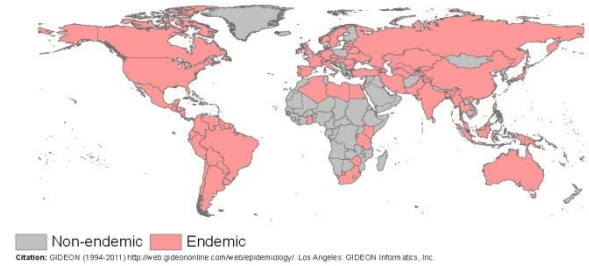 Non-endemic Endemic
Citation: GIDEON (1994-2011) http://web.gideononline.com/web/epidemiology/. Los Angeles: GIDEON Informatics, Inc.